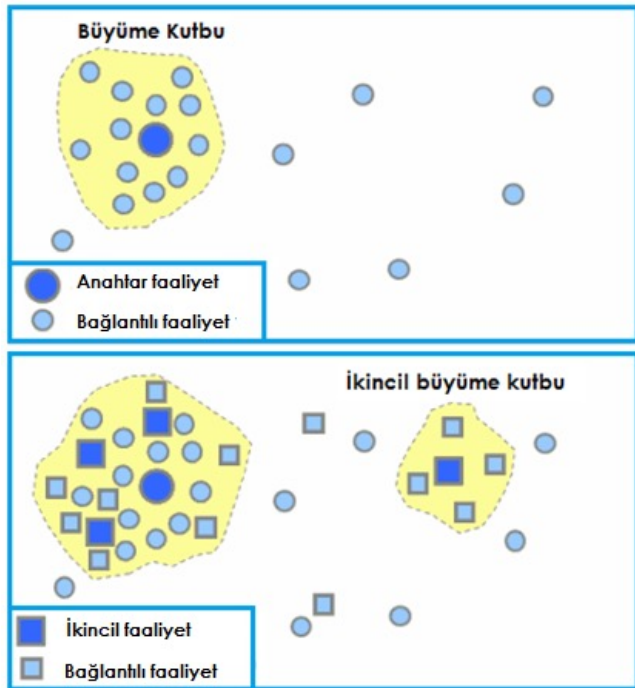 Büyüme Kutbu
Anahtar faaliyet
Bağlantılı faaliyet
İkincil büyüme kutbu
İkincil faaliyet
Bağlantılı faaliyet